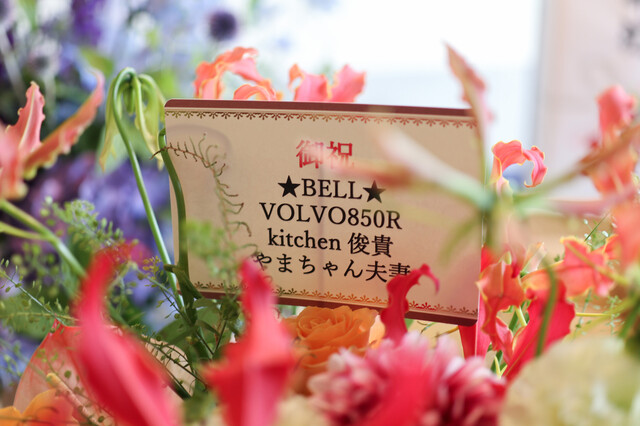 御祝
★BELL★
VOLVO850R
kitchen 俊貴
やまちゃん夫妻